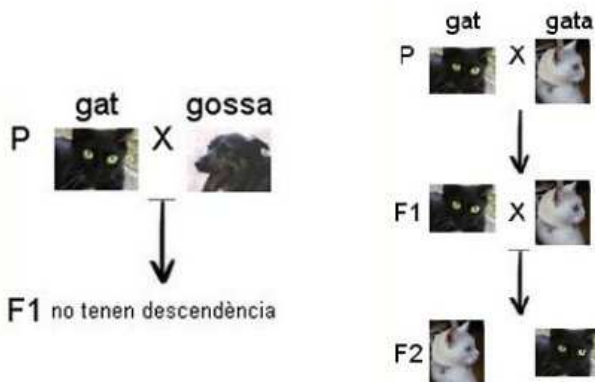 gat gossa
P X
F1 no tenen descendència
gat gata
P X
F1 X
F2